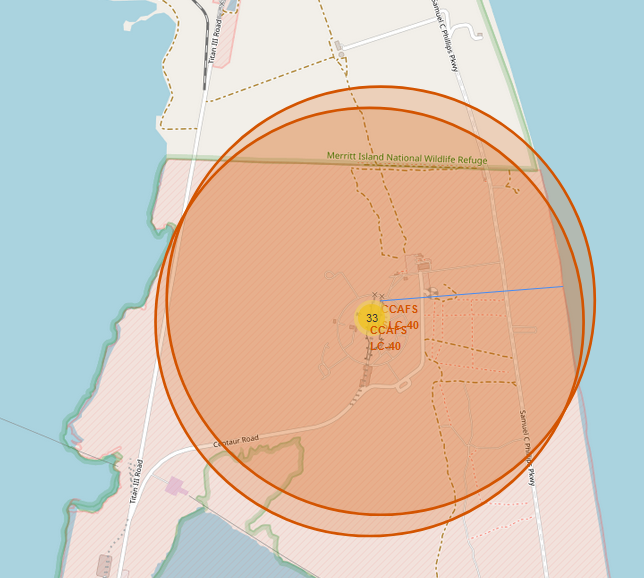 Titan III Road
Samuel C Phillips Pkwy
Merritt Island National Wildlife Refuge
CCAFS
LC-40
33
CCAFS
LC-40
Centaur Road
Samuel C Phillips Pkwy
Titan III Road